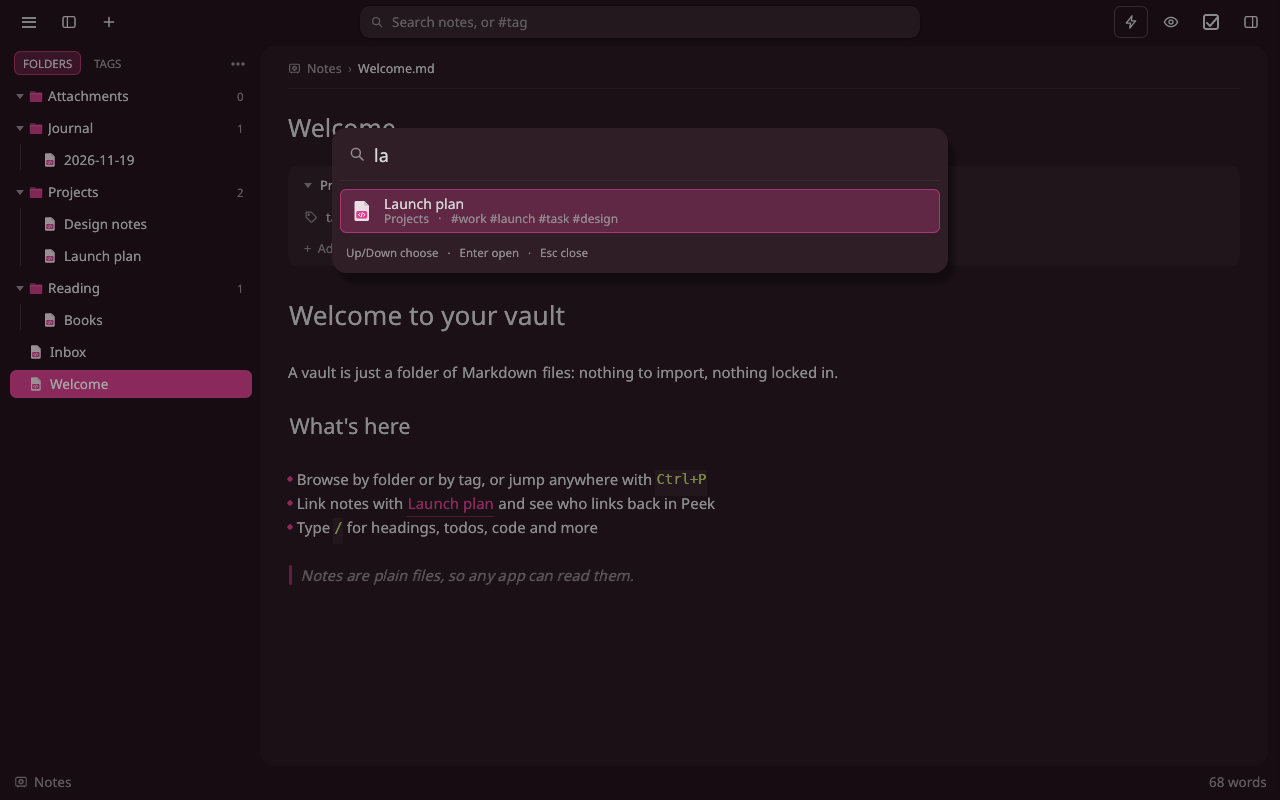 Search notes, or #tag
FOLDERS
TAGS
Attachments 0
Journal 1
2026-11-19
Projects 2
Design notes
Launch plan
Reading 1
Books
Inbox
Welcome
Notes › Welcome.md
Welcome
la
Launch plan
Projects · #work #launch #task #design
Up/Down choose · Enter open · Esc close
Welcome to your vault
A vault is just a folder of Markdown files: nothing to import, nothing locked in.
What's here
Browse by folder or by tag, or jump anywhere with Ctrl+P
Link notes with Launch plan and see who links back in Peek
Type / for headings, todos, code and more
Notes are plain files, so any app can read them.
Notes
68 words